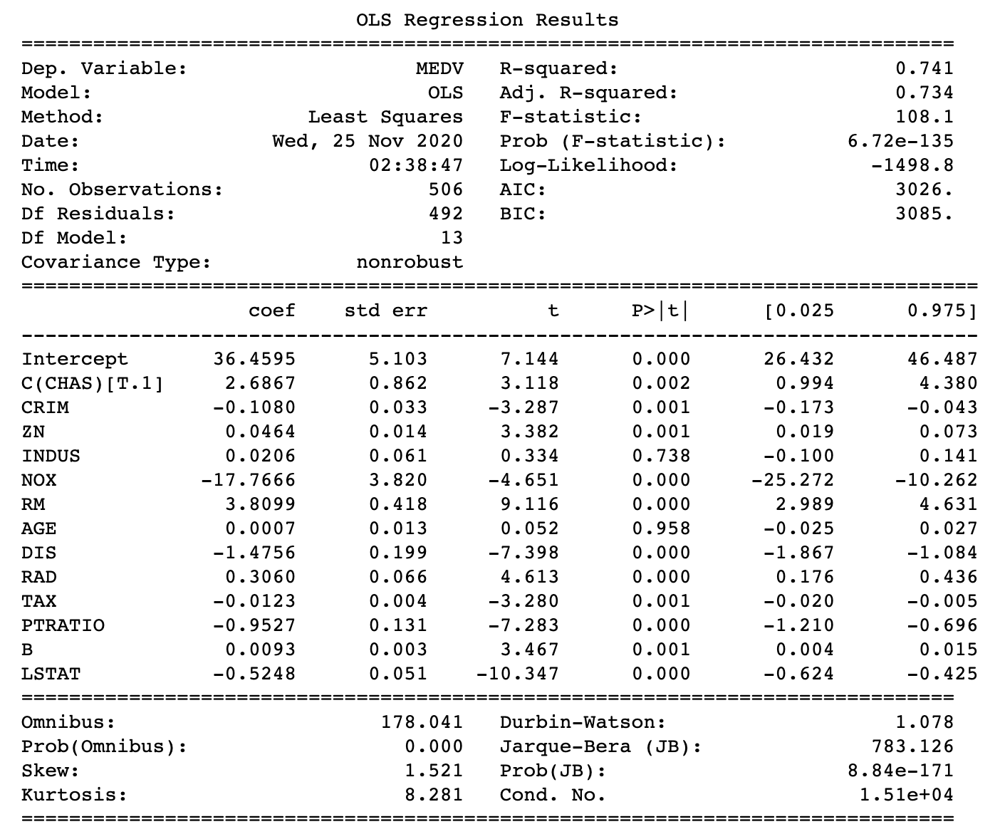 OLS Regression Results
==============================================================================
Dep. Variable:                   MEDV   R-squared:                       0.741
Model:                            OLS   Adj. R-squared:                  0.734
Method:                 Least Squares   F-statistic:                     108.1
Date:                Wed, 25 Nov 2020   Prob (F-statistic):          6.72e-135
Time:                        02:38:47   Log-Likelihood:                -1498.8
No. Observations:                 506   AIC:                             3026.
Df Residuals:                     492   BIC:                             3085.
Df Model:                          13
Covariance Type:            nonrobust
================================================================================
                   coef    std err          t      P>|t|      [0.025      0.975]
--------------------------------------------------------------------------------
Intercept       36.4595      5.103      7.144      0.000      26.432      46.487
C(CHAS)[T.1]     2.6867      0.862      3.118      0.002       0.994       4.380
CRIM            -0.1080      0.033     -3.287      0.001      -0.173      -0.043
ZN               0.0464      0.014      3.382      0.001       0.019       0.073
INDUS            0.0206      0.061      0.334      0.738      -0.100       0.141
NOX            -17.7666      3.820     -4.651      0.000     -25.272     -10.262
RM               3.8099      0.418      9.116      0.000       2.989       4.631
AGE              0.0007      0.013      0.052      0.958      -0.025       0.027
DIS             -1.4756      0.199     -7.398      0.000      -1.867      -1.084
RAD              0.3060      0.066      4.613      0.000       0.176       0.436
TAX             -0.0123      0.004     -3.280      0.001      -0.020      -0.005
PTRATIO         -0.9527      0.131     -7.283      0.000      -1.210      -0.696
B                0.0093      0.003      3.467      0.001       0.004       0.015
LSTAT           -0.5248      0.051    -10.347      0.000      -0.624      -0.425
==============================================================================
Omnibus:                      178.041   Durbin-Watson:                   1.078
Prob(Omnibus):                  0.000   Jarque-Bera (JB):              783.126
Skew:                           1.521   Prob(JB):                    8.84e-171
Kurtosis:                       8.281   Cond. No.                     1.51e+04
==============================================================================